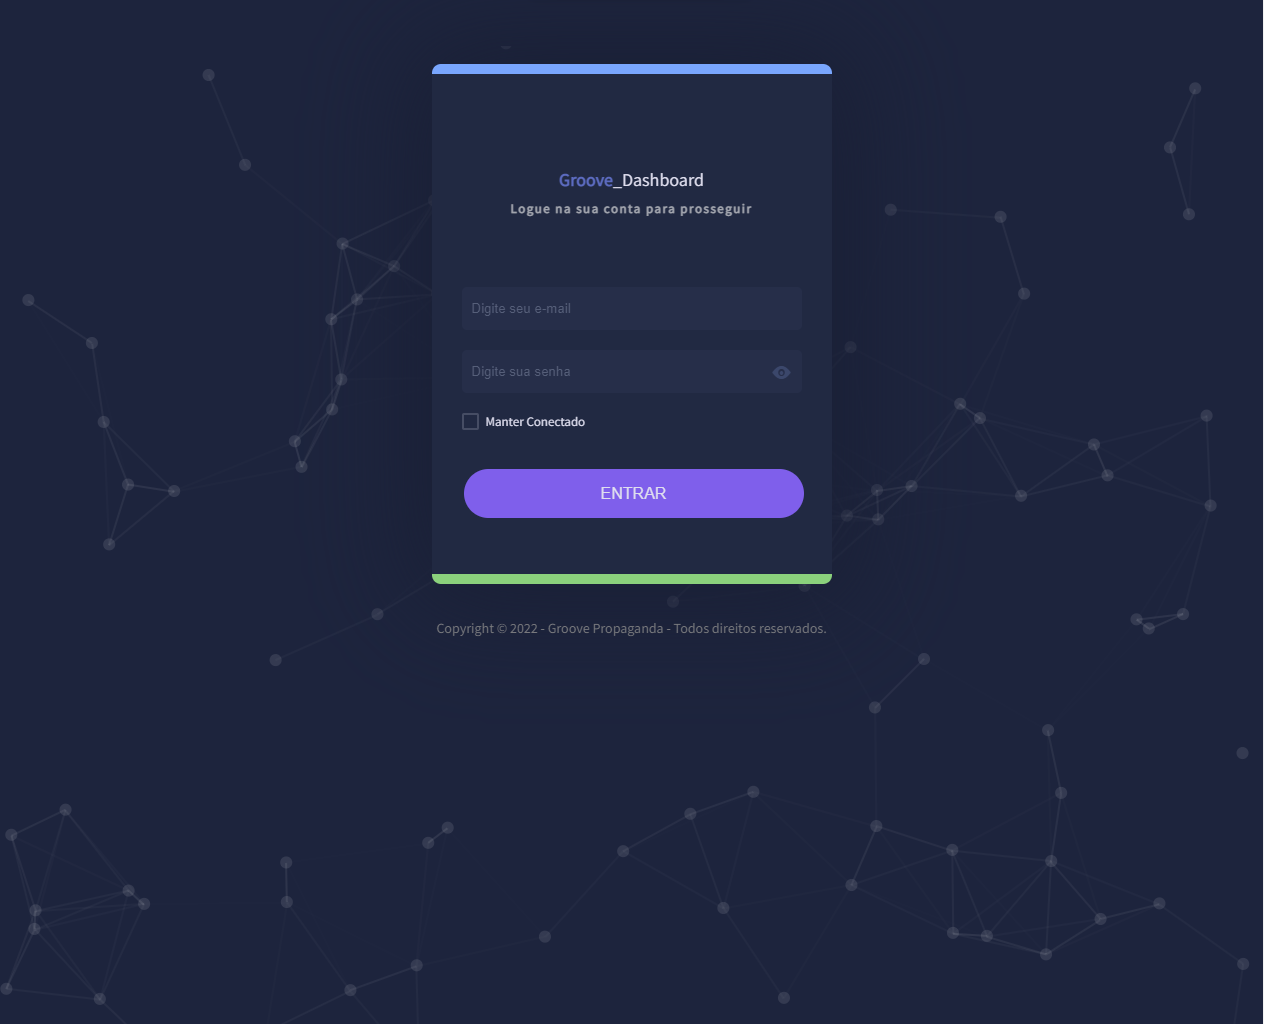 Groove_Dashboard
Logue na sua conta para prosseguir
Digite seu e-mail
Digite sua senha
Manter Conectado
ENTRAR
Copyright © 2022 - Groove Propaganda - Todos direitos reservados.